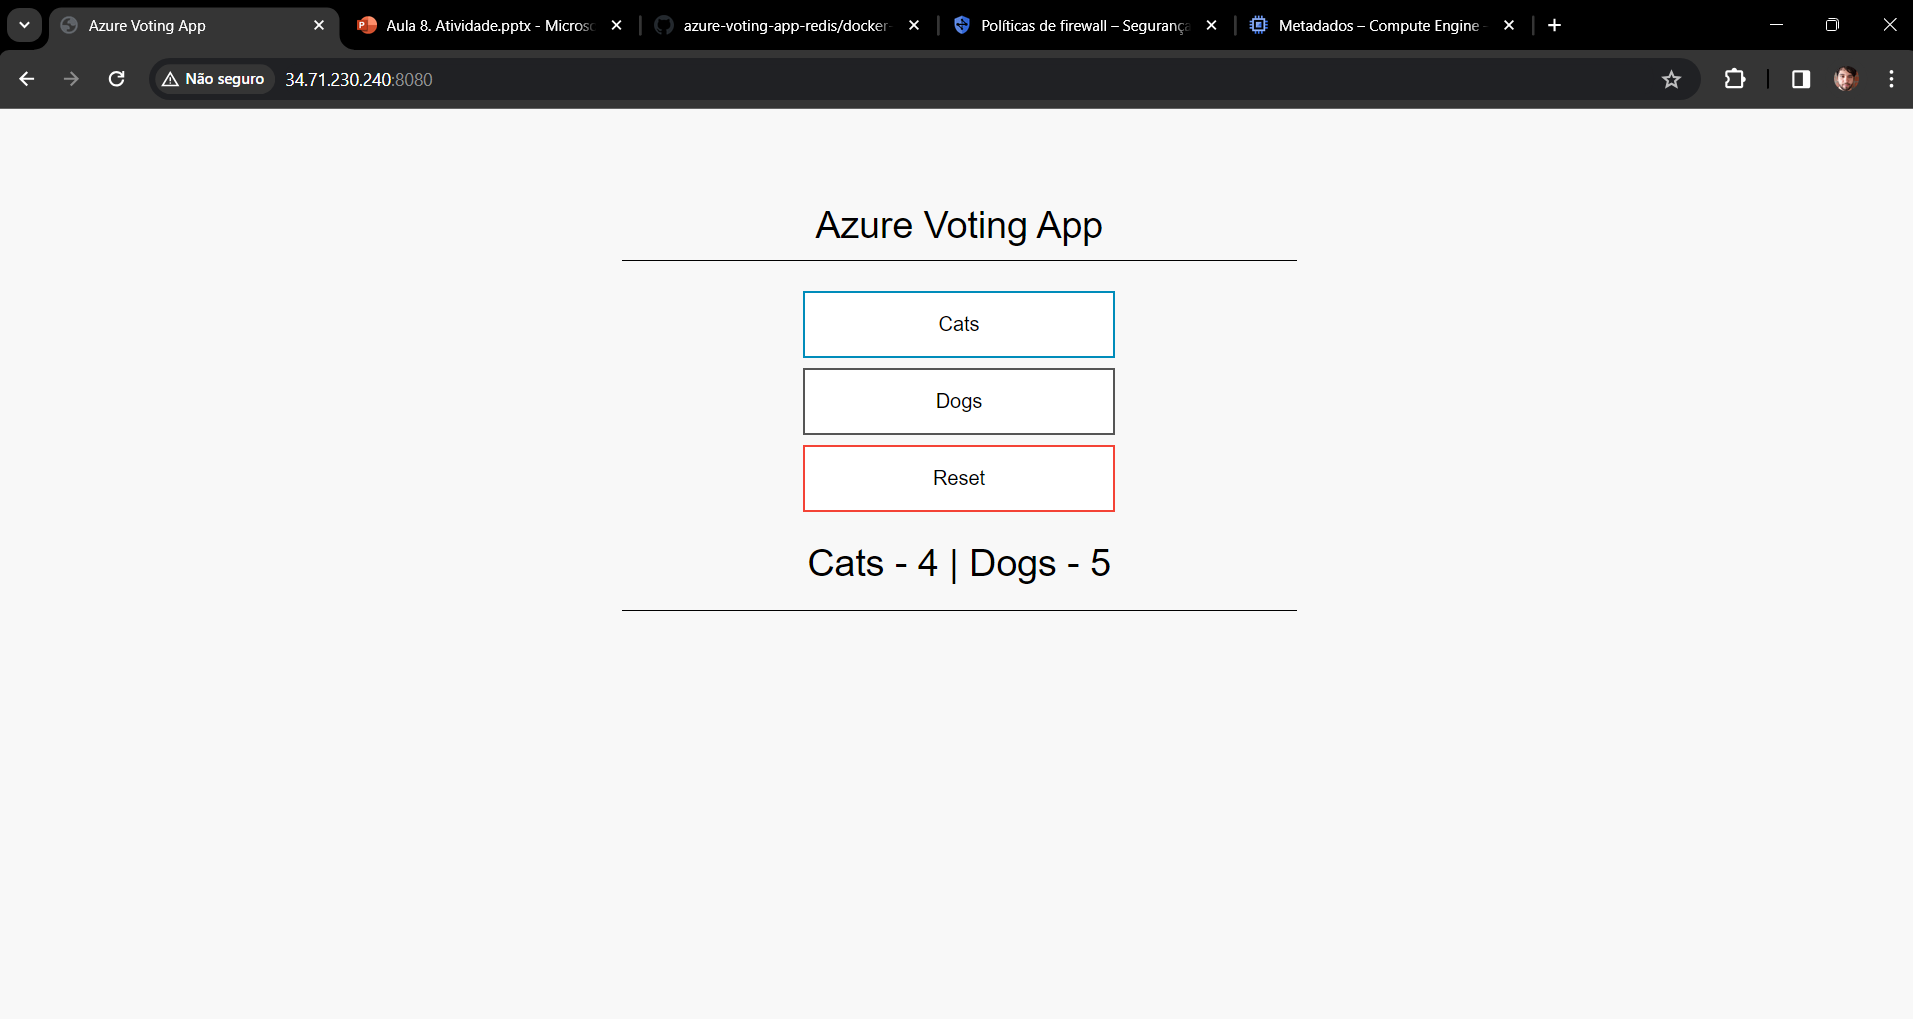 Azure Voting App
Aula 8. Atividade.pptx - Microsc
azure-voting-app-redis/docker-
Políticas de firewall – Segurança
Metadados – Compute Engine -
Não seguro
34.71.230.240:8080
Azure Voting App
Cats
Dogs
Reset
Cats - 4 | Dogs - 5